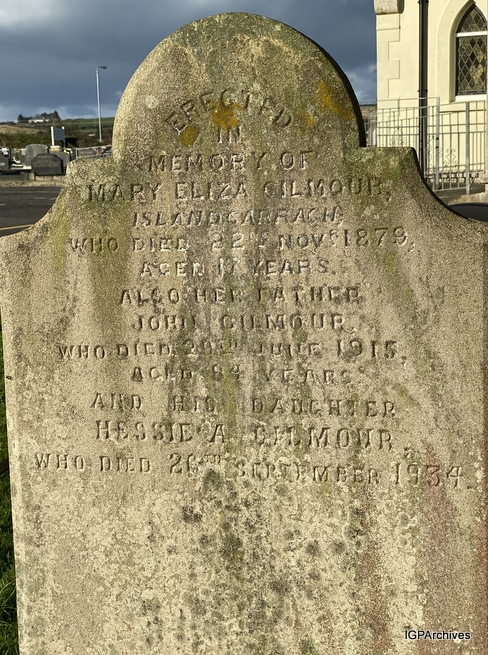 ERECTED
IN
MEMORY OF
MARY ELIZA GILMOUR,
ISLANDCARRAGH,
WHO DIED 22ND NOVR 1879,
AGED 17 YEARS.
ALSO HER FATHER
JOHN GILMOUR,
WHO DIED 29TH JUNE 1915,
AGED 84 YEARS
AND HIS DAUGHTER
HESSIE A. GILMOUR,
WHO DIED 26TH SEPTEMBER 1934.
IGPArchives